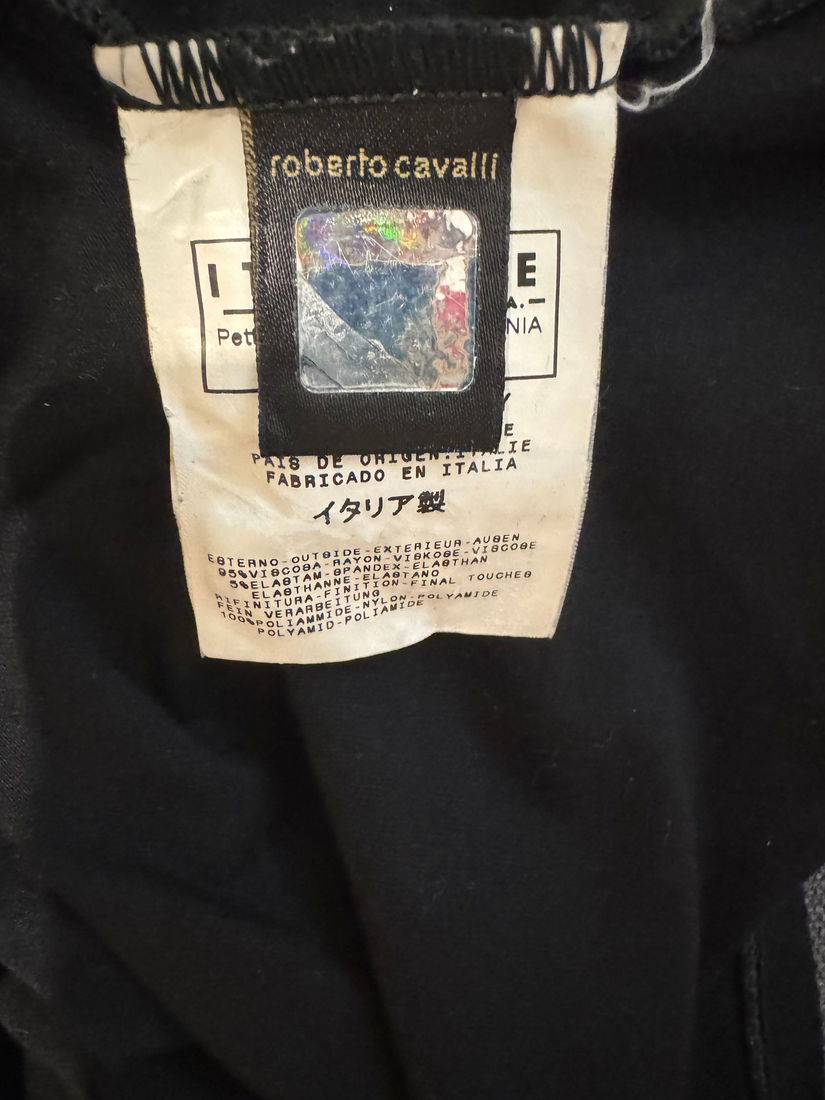 roberto cavalli
E
A.
NIA
E
PAIS DE ORIGEN:ITALIE
FABRICADO EN ITALIA
イタリア製
ESTERNO-OUTSIDE-EXTERIEUR-AUSEN
95%VISCOSA-RAYON-VISKOSE-VISCOSE
5%ELASTAM-SPANDEX-ELASTHAN
ELASTHANNE-ELASTANO
RIFINITURA-FINITION-FINAL TOUCHES
FEIN VERARBEITUNG
100%POLIAMMIDE-NYLON-POLYAMIDE
POLYAMID-POLIAMIDE